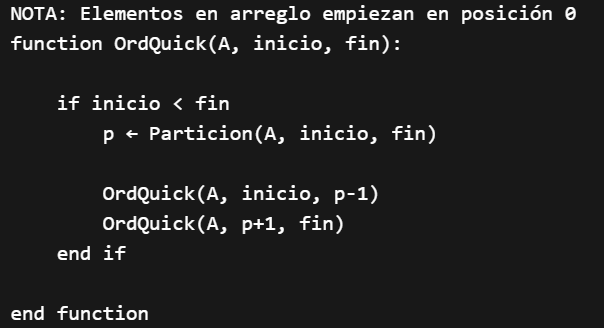 NOTA: Elementos en arreglo empiezan en posición 0
function OrdQuick(A, inicio, fin):
if inicio < fin
p ← Particion(A, inicio, fin)
OrdQuick(A, inicio, p-1)
OrdQuick(A, p+1, fin)
end if
end function